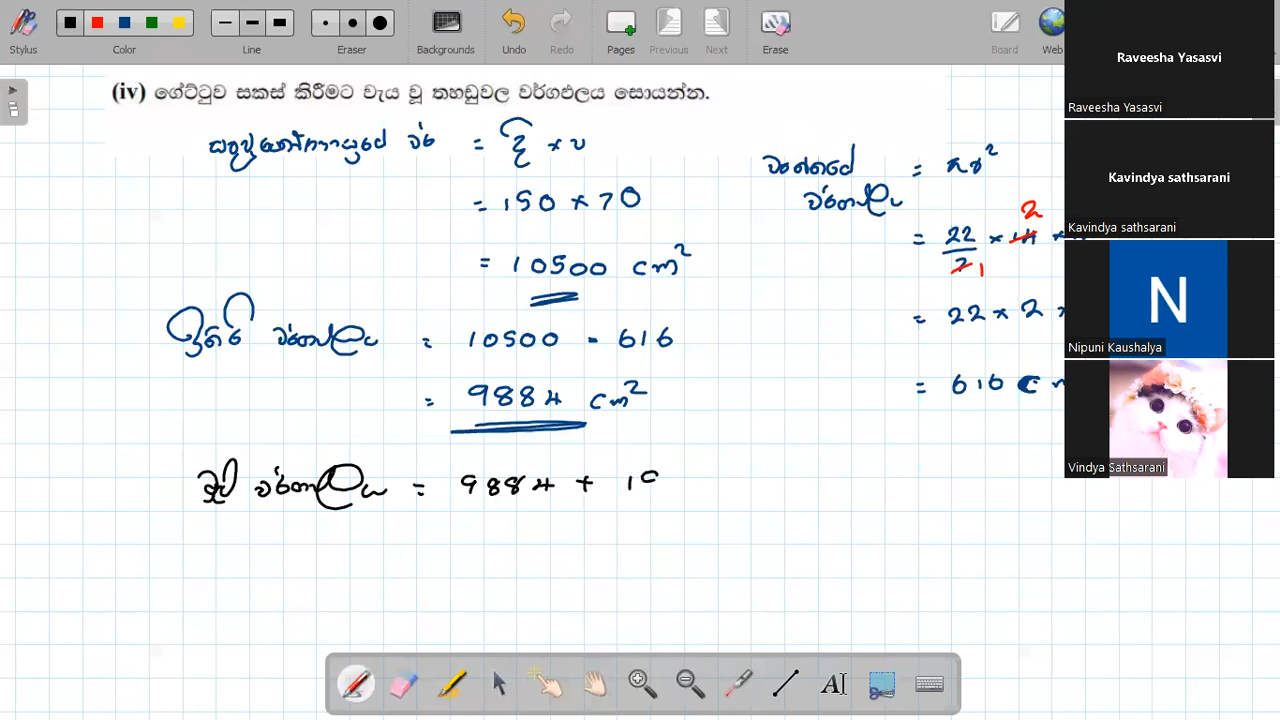 Stylus Color Line Eraser Backgrounds Undo Redo Pages Previous Next Erase Board Web
(iv) ගේට්ටුව සකස් කිරීමට වැය වූ තහඩුවල වර්ගඵලය සොයන්න.
= දි × ප
= 150 × 70
= 10500 cm²
ඉතිරි වර්ගඵලය = 10500 - 616
= 9884 cm²
මුළු වර්ගඵලය = 9884 + 1
වෘත්තයේ වර්ගඵලය = πr²
= 22/7 × 14 ×
2
1
= 22 × 2 ×
= 616 c
Raveesha Yasasvi
Raveesha Yasasvi
Kavindya sathsarani
Kavindya sathsarani
N
Nipuni Kaushalya
Vindya Sathsarani